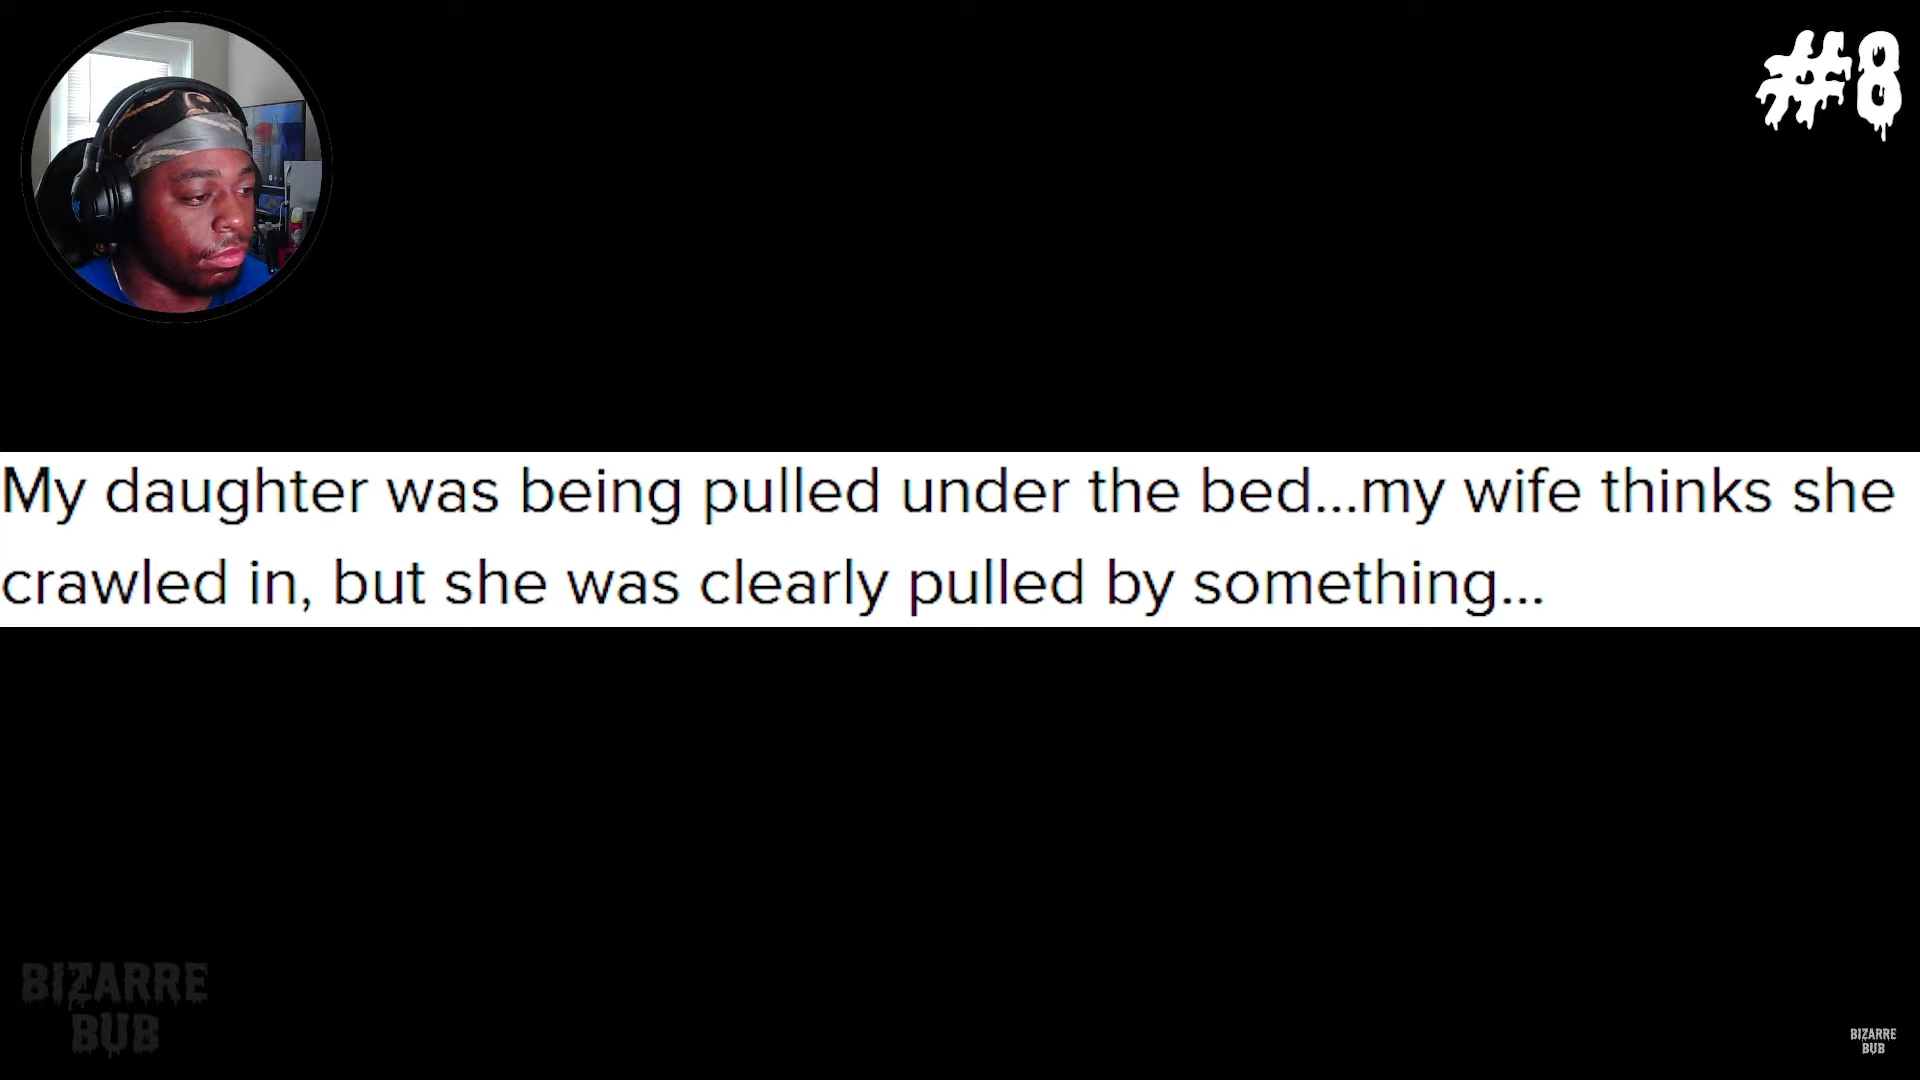 #8
My daughter was being pulled under the bed...my wife thinks she
crawled in, but she was clearly pulled by something...
BIZARRE
BUB
BIZARRE
BUB